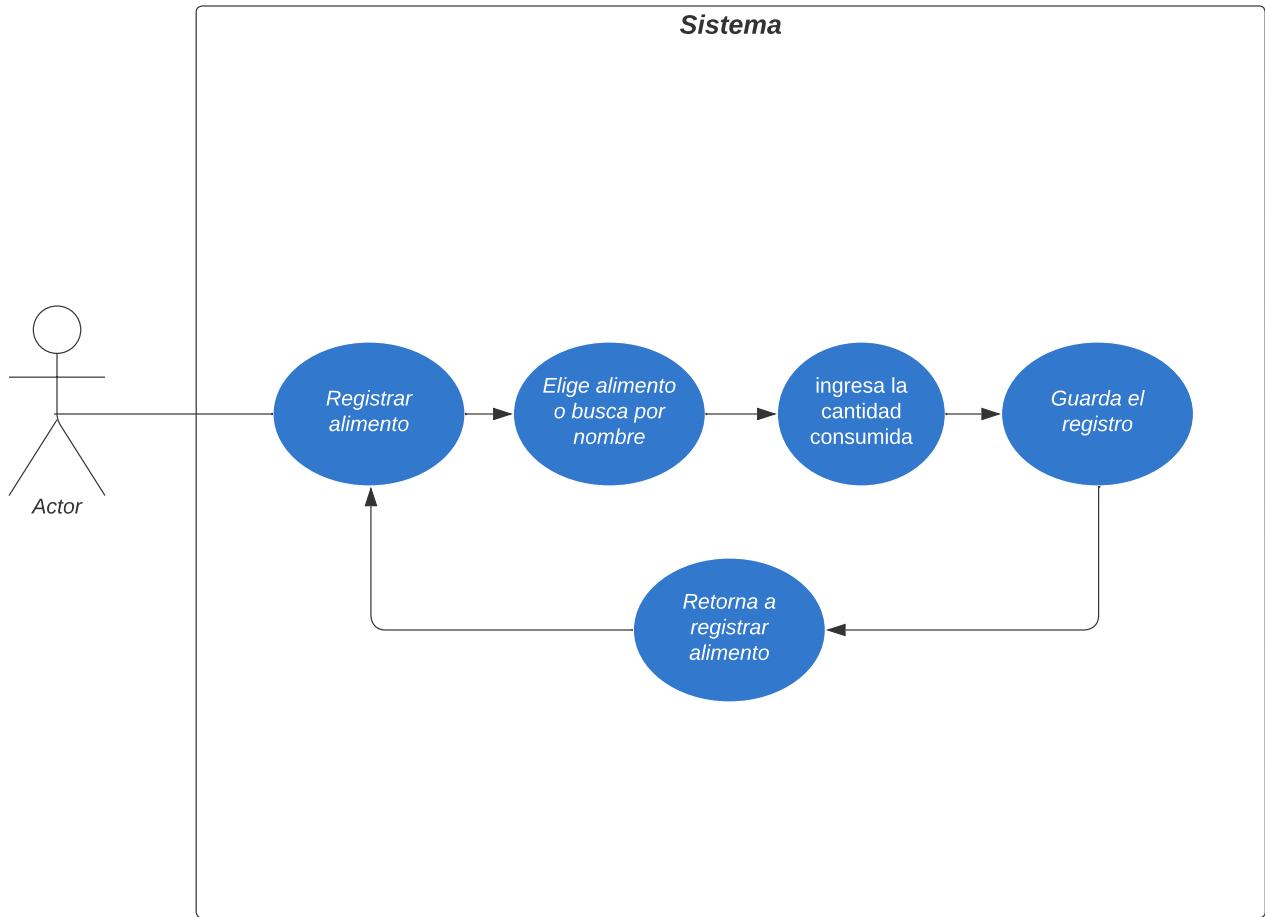 Sistema
Registrar
alimento
Elige alimento
o busca por
nombre
ingresa la
cantidad
consumida
Guarda el
registro
Actor
Retorna a
registrar
alimento